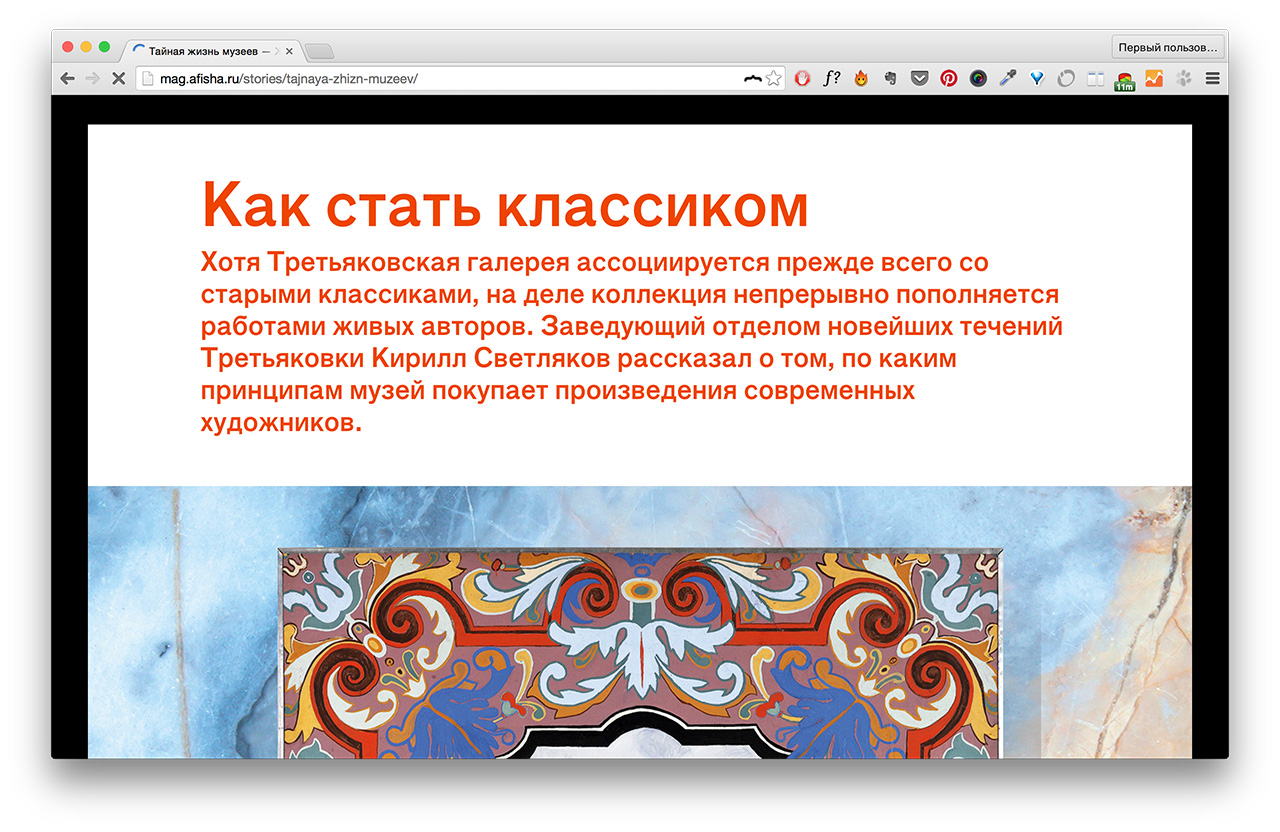 Тайная жизнь музеев —
Первый пользов…
mag.afisha.ru/stories/tajnaya-zhizn-muzeev/
f?
11m
Как стать классиком
Хотя Третьяковская галерея ассоциируется прежде всего со
старыми классиками, на деле коллекция непрерывно пополняется
работами живых авторов. Заведующий отделом новейших течений
Третьяковки Кирилл Светляков рассказал о том, по каким
принципам музей покупает произведения современных
художников.